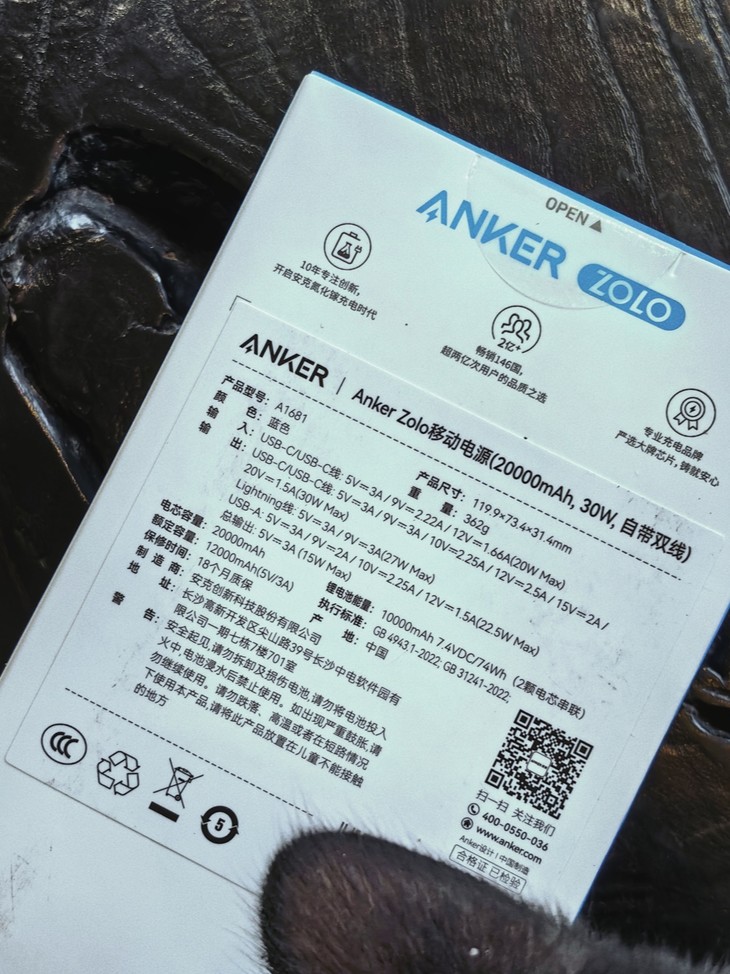 OPEN
ANKER ZOLO
10年专注创新,
开启安克氮化镓充电时代
2亿+
畅销146国,
超两亿次用户的品质之选
专业充电品牌
严选大牌芯片,铸就安心
ANKER | Anker Zolo移动电源(20000mAh, 30W, 自带双线)
产品型号: A1681 产品尺寸: 119.9×73.4×31.4mm
颜 色: 蓝色 重 量: 362g
输 入: USB-C/USB-C线: 5V⎓3A / 9V⎓2.22A / 12V⎓1.66A(20W Max)
输 出: USB-C/USB-C线: 5V⎓3A / 9V⎓3A / 10V⎓2.25A / 12V⎓2.5A / 15V⎓2A /
20V⎓1.5A(30W Max)
Lightning线: 5V⎓3A / 9V⎓3A(27W Max)
USB-A: 5V⎓3A / 9V⎓2A / 10V⎓2.25A / 12V⎓1.5A(22.5W Max)
总输出: 5V⎓3A (15W Max)
电芯容量: 20000mAh 锂电池能量: 10000mAh 7.4VDC/74Wh (2颗电芯串联)
额定容量: 12000mAh(5V/3A) 执行标准: GB 4943.1-2022; GB 31241-2022;
保修时间: 18个月质保 产 地: 中国
制 造 商: 安克创新科技股份有限公司
地 址: 长沙高新开发区尖山路39号长沙中电软件园有
限公司一期七栋7楼701室
警 告: 安全起见,请勿拆卸及损伤电池,请勿将电池投入
火中,电池浸水后禁止使用。如出现严重鼓胀,请
勿继续使用。请勿跌落、高温或者在短路情况
下使用本产品,请将此产品放置在儿童不能接触
的地方
CCC
5
扫一扫 关注我们
400-0550-036
www.anker.com
Anker设计 | 中国制造
合格证 已检验